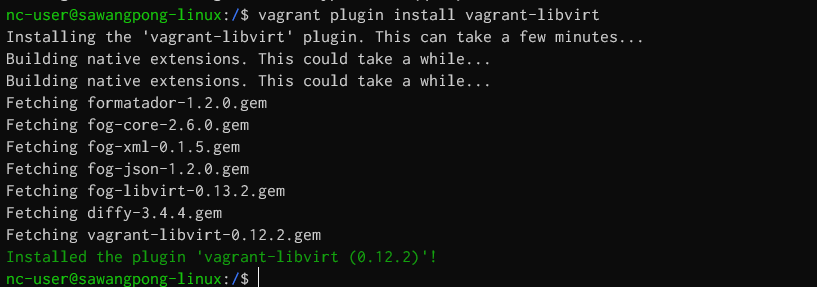 nc-user@sawangpong-linux:/$ vagrant plugin install vagrant-libvirt
Installing the 'vagrant-libvirt' plugin. This can take a few minutes...
Building native extensions. This could take a while...
Building native extensions. This could take a while...
Fetching formatador-1.2.0.gem
Fetching fog-core-2.6.0.gem
Fetching fog-xml-0.1.5.gem
Fetching fog-json-1.2.0.gem
Fetching fog-libvirt-0.13.2.gem
Fetching diffy-3.4.4.gem
Fetching vagrant-libvirt-0.12.2.gem
Installed the plugin 'vagrant-libvirt (0.12.2)'!
nc-user@sawangpong-linux:/$